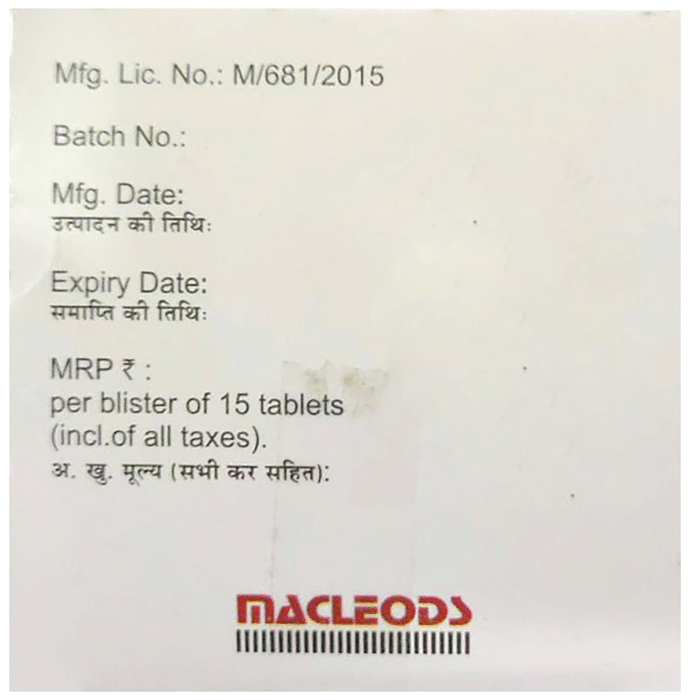 Mfg. Lic. No.: M/681/2015
Batch No.:
Mfg. Date:
उत्पादन की तिथिः
Expiry Date:
समाप्ति की तिथिः
MRP ₹ :
per blister of 15 tablets
(incl.of all taxes).
अ. खु. मूल्य (सभी कर सहित):
MACLEODS